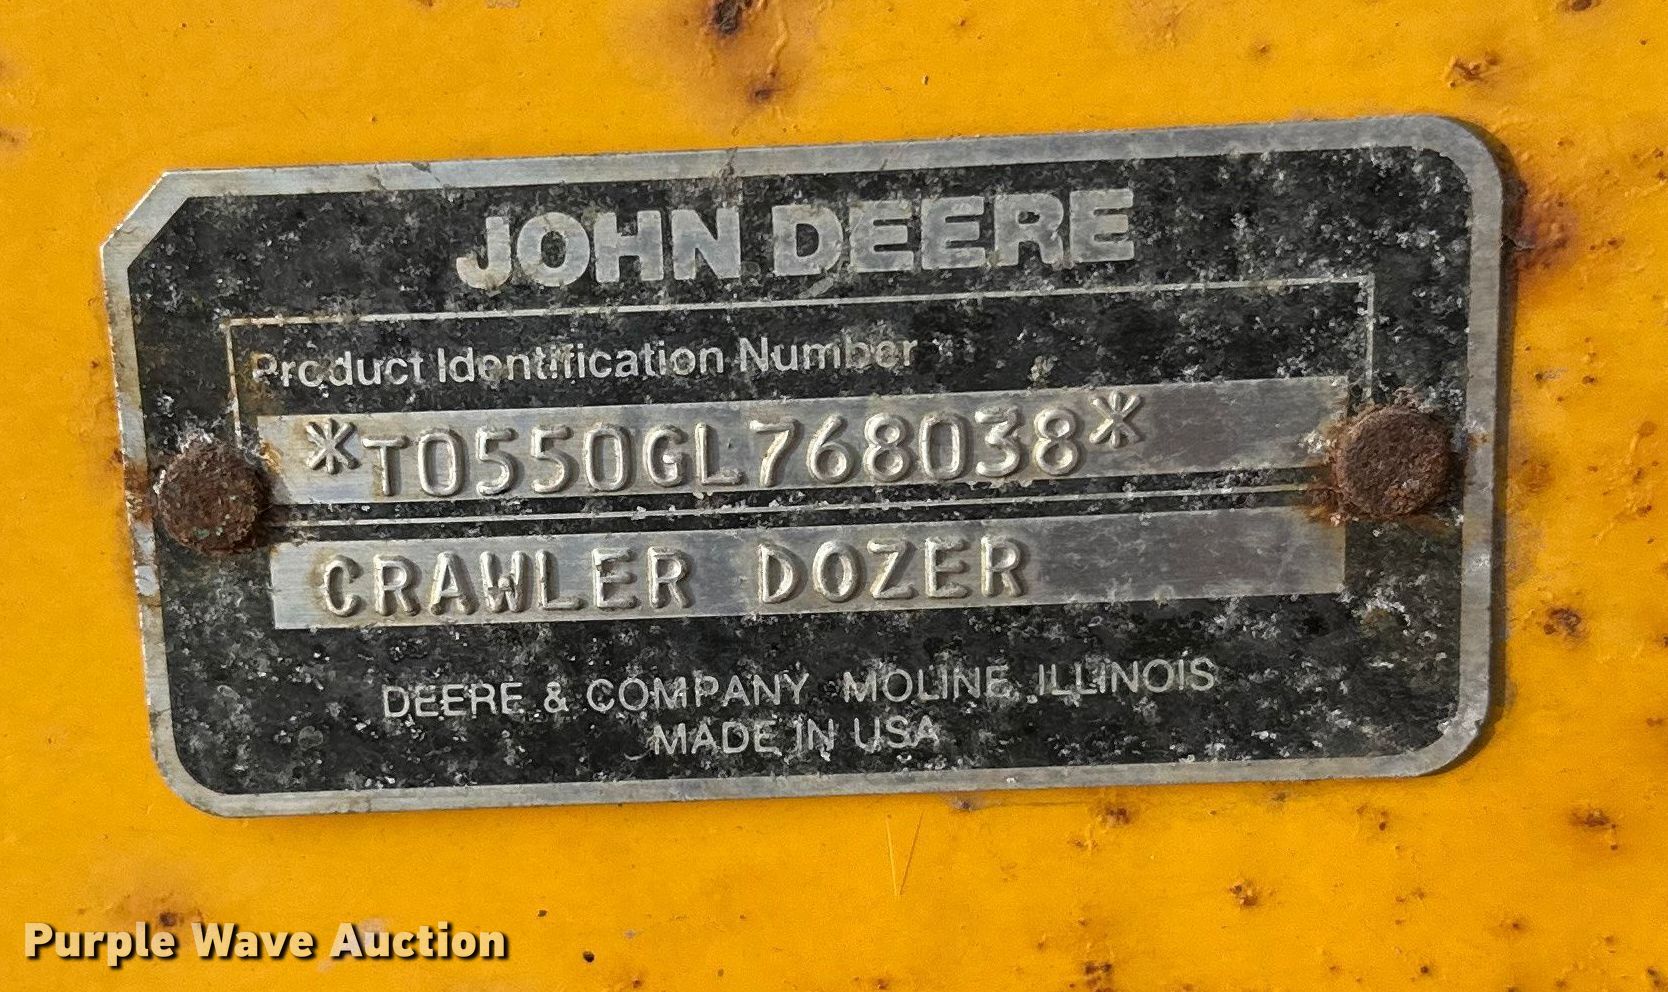 JOHN DEERE
Product Identification Number
*T0550GL768038*
CRAWLER DOZER
DEERE & COMPANY MOLINE, ILLINOIS
MADE IN USA
Purple Wave Auction